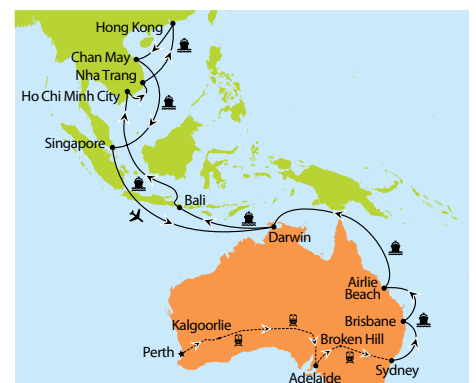 Hong Kong
Chan May
Nha Trang
Ho Chi Minh City
Singapore
Bali
Darwin
Airlie
Beach
Kalgoorlie
Brisbane
Broken Hill
Perth
Adelaide
Sydney